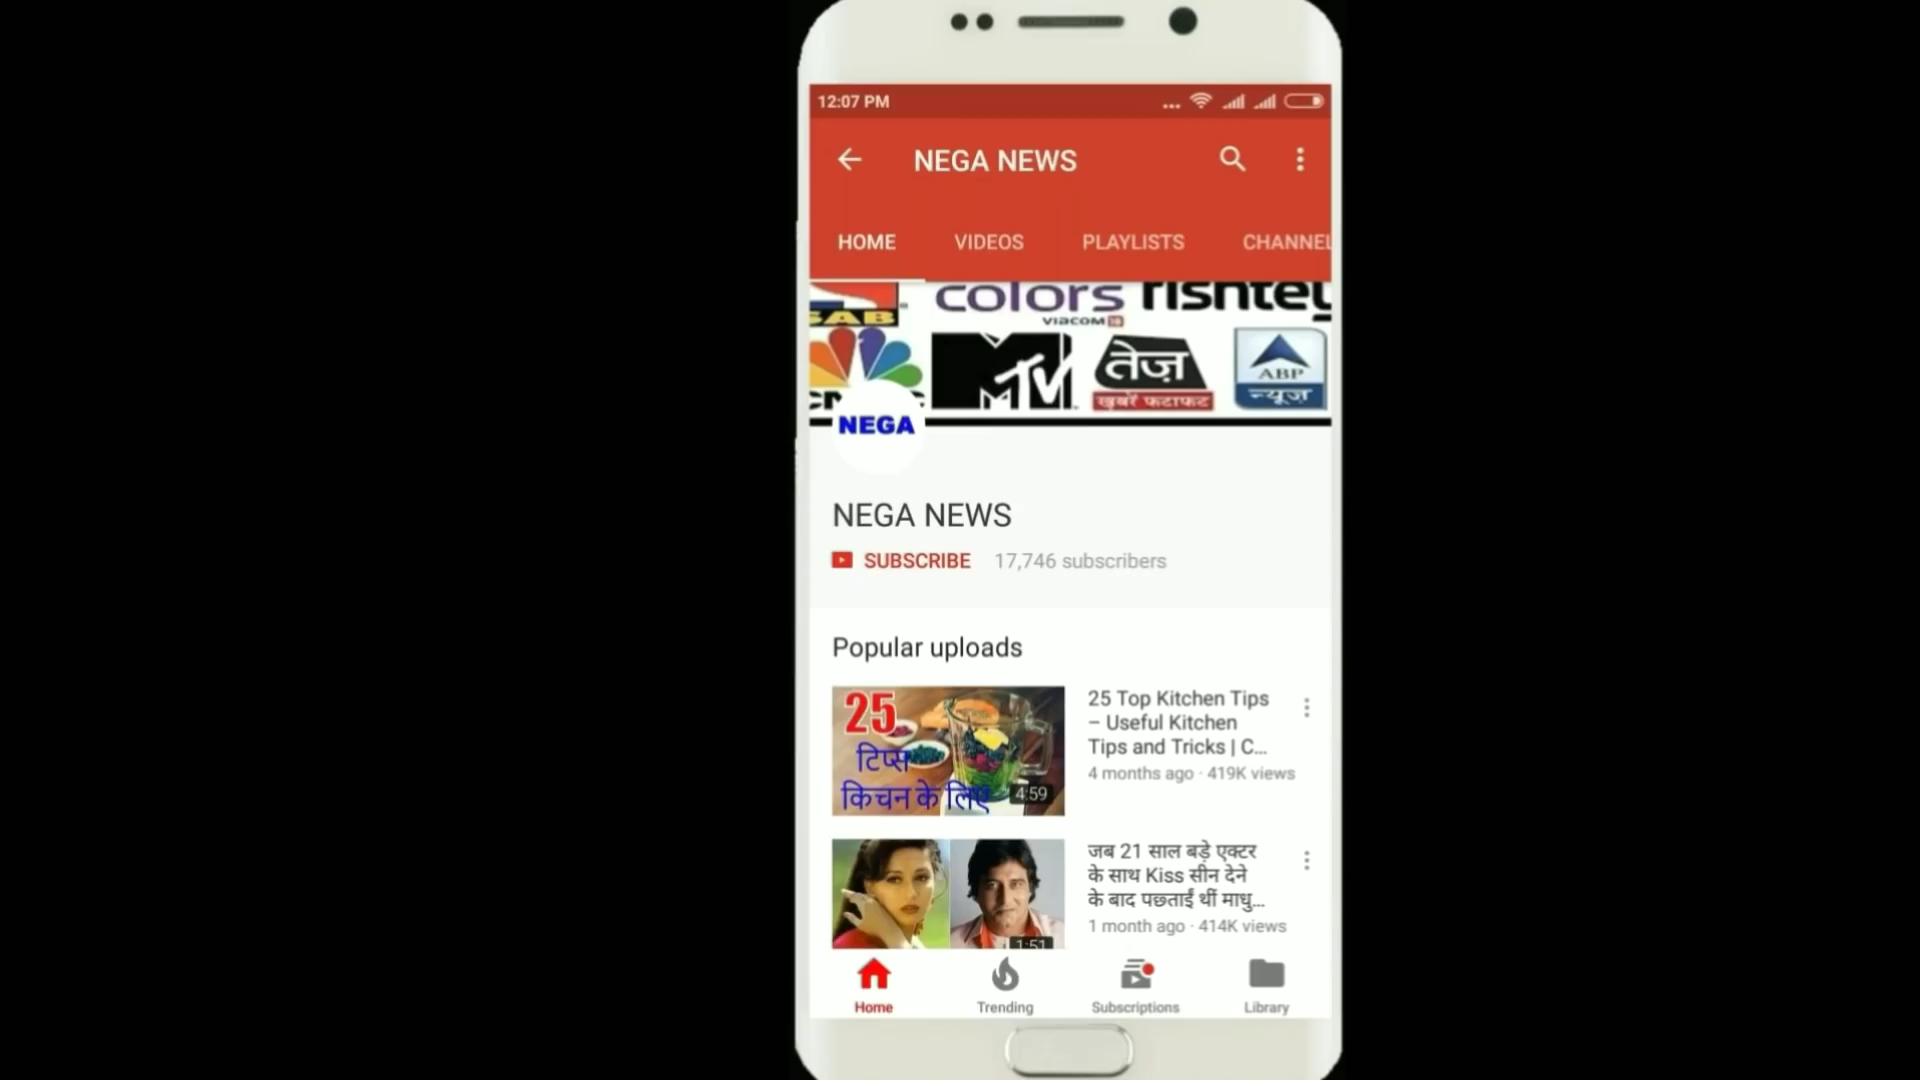 12:07 PM
NEGA NEWS
HOME VIDEOS PLAYLISTS CHANNEL
SAB colors rishtey
VIACOM 18
MTV तेज़ ABP
ख़बरें फटाफट न्यूज़
NEGA
NEGA NEWS
SUBSCRIBE 17,746 subscribers
Popular uploads
25
टिप्स
किचन के लिए
4:59
25 Top Kitchen Tips
– Useful Kitchen
Tips and Tricks | C...
4 months ago · 419K views
1:51
जब 21 साल बड़े एक्टर
के साथ Kiss सीन देने
के बाद पछताईं थीं माधु...
1 month ago · 414K views
Home Trending Subscriptions Library